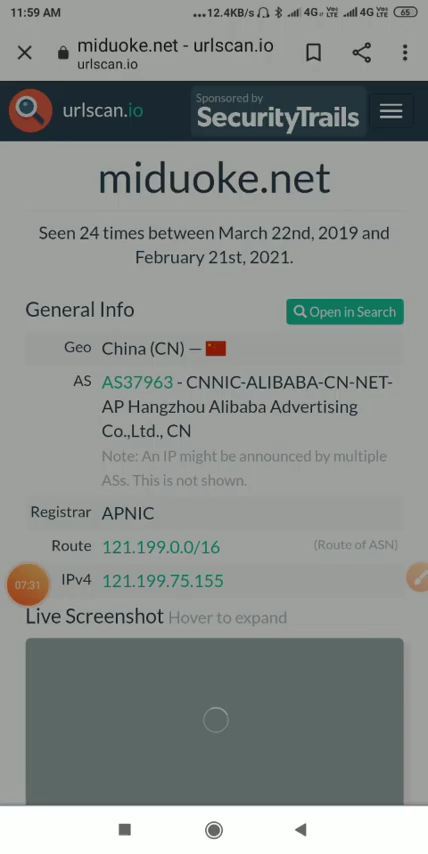 11:59 AM ...12.4KB/s 4G Vo LTE 4G Vo LTE 65
miduoke.net - urlscan.io
urlscan.io
urlscan.io
Sponsored by
SecurityTrails
miduoke.net
Seen 24 times between March 22nd, 2019 and
February 21st, 2021.
General Info
Open in Search
Geo China (CN) —
AS AS37963 - CNNIC-ALIBABA-CN-NET-
AP Hangzhou Alibaba Advertising
Co.,Ltd., CN
Note: An IP might be announced by multiple
ASs. This is not shown.
Registrar APNIC
Route 121.199.0.0/16 (Route of ASN)
07:31
IPv4 121.199.75.155
Live Screenshot Hover to expand